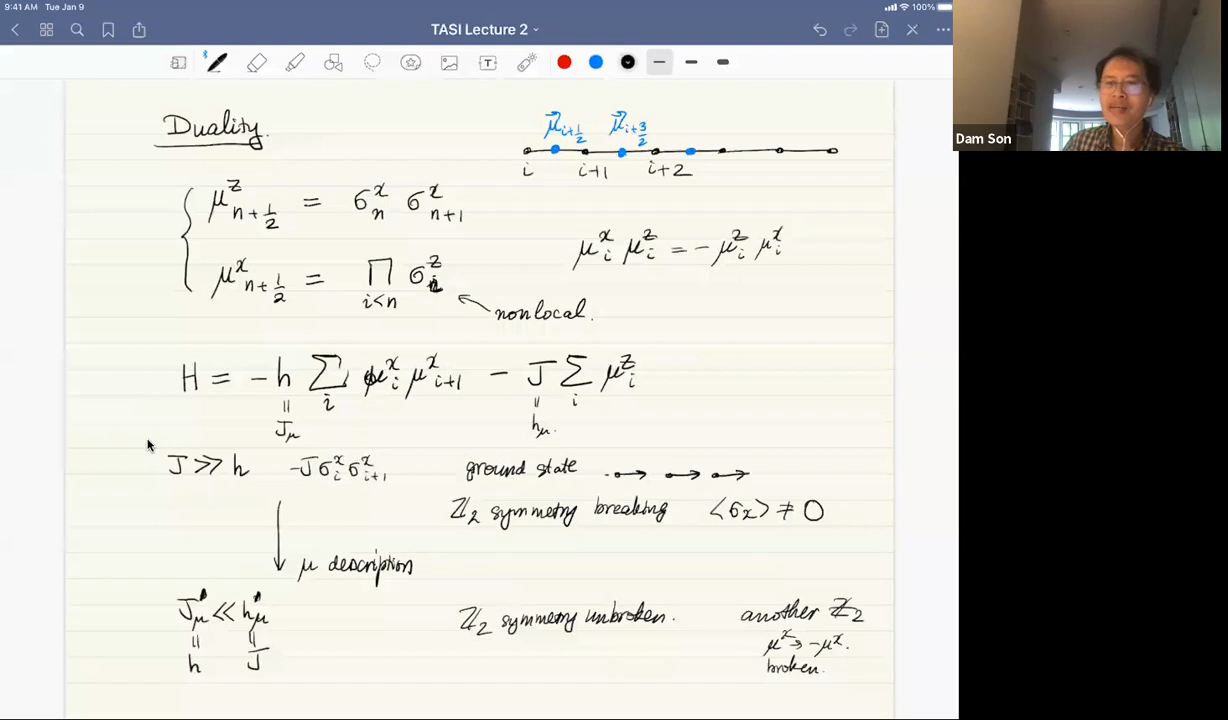 9:41 AM Tue Jan 9
100%
TASI Lecture 2
Dam Son
Duality.
μ⃗_{i+1/2} μ⃗_{i+3/2}
i i+1 i+2
μ^z_{n+1/2} = σ^x_n σ^x_{n+1}
μ^x_i μ^z_i = - μ^z_i μ^x_i
μ^x_{n+1/2} = ∏_{i<n} σ^z_i
nonlocal.
H = -h Σ_i μ^x_i μ^x_{i+1} - J Σ_i μ^z_i
= J_μ = h_μ.
J >> h -Jσ^x_i σ^x_{i+1} ground state
Z_2 symmetry breaking <σ_x> ≠ 0
μ description
J_μ << h_μ Z_2 symmetry unbroken. another Z_2
= h = J μ^x → -μ^x.
broken.